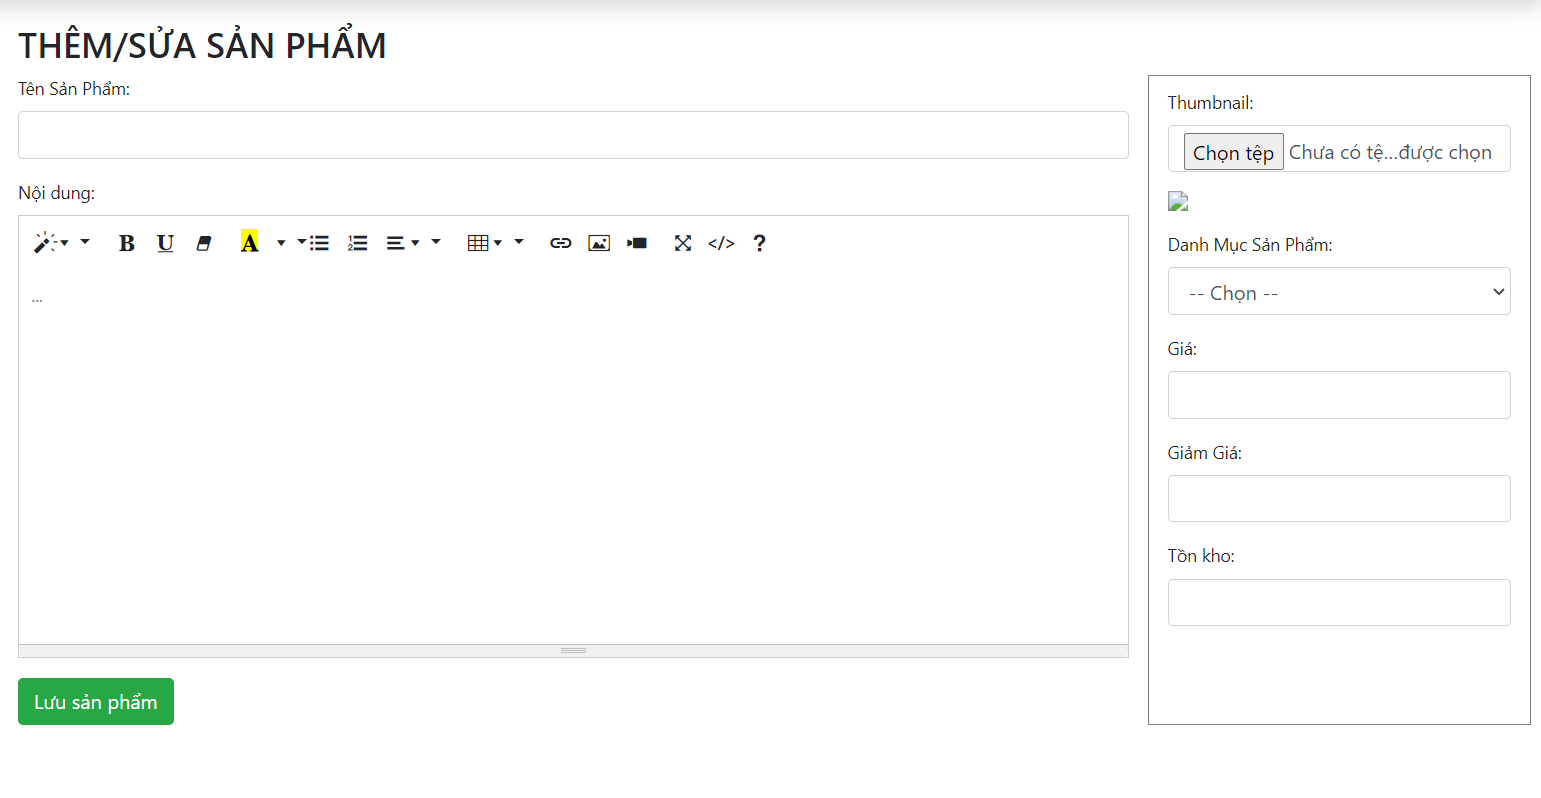 THÊM/SỬA SẢN PHẨM
Tên Sản Phẩm:
Nội dung:
B U A </> ?
...
Lưu sản phẩm
Thumbnail:
Chọn tệp Chưa có tệ...được chọn
Danh Mục Sản Phẩm:
-- Chọn --
Giá:
Giảm Giá:
Tồn kho: